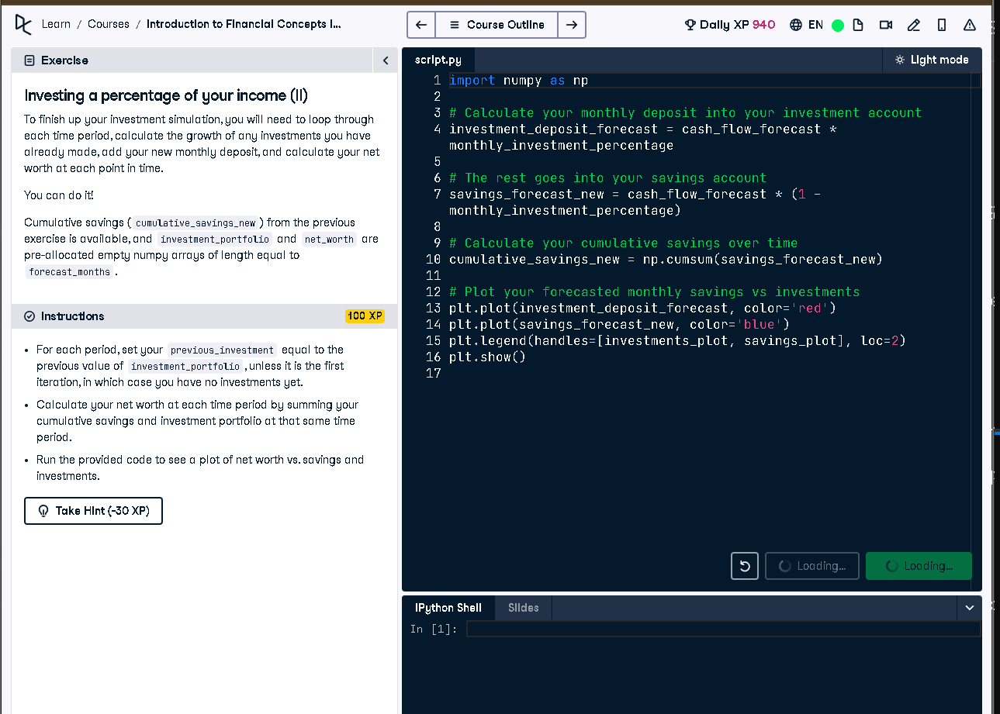 Learn / Courses / Introduction to Financial Concepts i...
Course Outline
Daily XP 940
EN
Exercise
Investing a percentage of your income (II)
To finish up your investment simulation, you will need to loop through
each time period, calculate the growth of any investments you have
already made, add your new monthly deposit, and calculate your net
worth at each point in time.
You can do it!
Cumulative savings ( cumulative_savings_new ) from the previous
exercise is available, and investment_portfolio and net_worth are
pre-allocated empty numpy arrays of length equal to
forecast_months .
Instructions
100 XP
• For each period, set your previous_investment equal to the
previous value of investment_portfolio , unless it is the first
iteration, in which case you have no investments yet.
• Calculate your net worth at each time period by summing your
cumulative savings and investment portfolio at that same time
period.
• Run the provided code to see a plot of net worth vs. savings and
investments.
Take Hint (-30 XP)
script.py
Light mode
1 import numpy as np
2
3 # Calculate your monthly deposit into your investment account
4 investment_deposit_forecast = cash_flow_forecast *
monthly_investment_percentage
5
6 # The rest goes into your savings account
7 savings_forecast_new = cash_flow_forecast * (1 -
monthly_investment_percentage)
8
9 # Calculate your cumulative savings over time
10 cumulative_savings_new = np.cumsum(savings_forecast_new)
11
12 # Plot your forecasted monthly savings vs investments
13 plt.plot(investment_deposit_forecast, color='red')
14 plt.plot(savings_forecast_new, color='blue')
15 plt.legend(handles=[investments_plot, savings_plot], loc=2)
16 plt.show()
17
Loading...
Loading...
IPython Shell
Slides
In [1]: